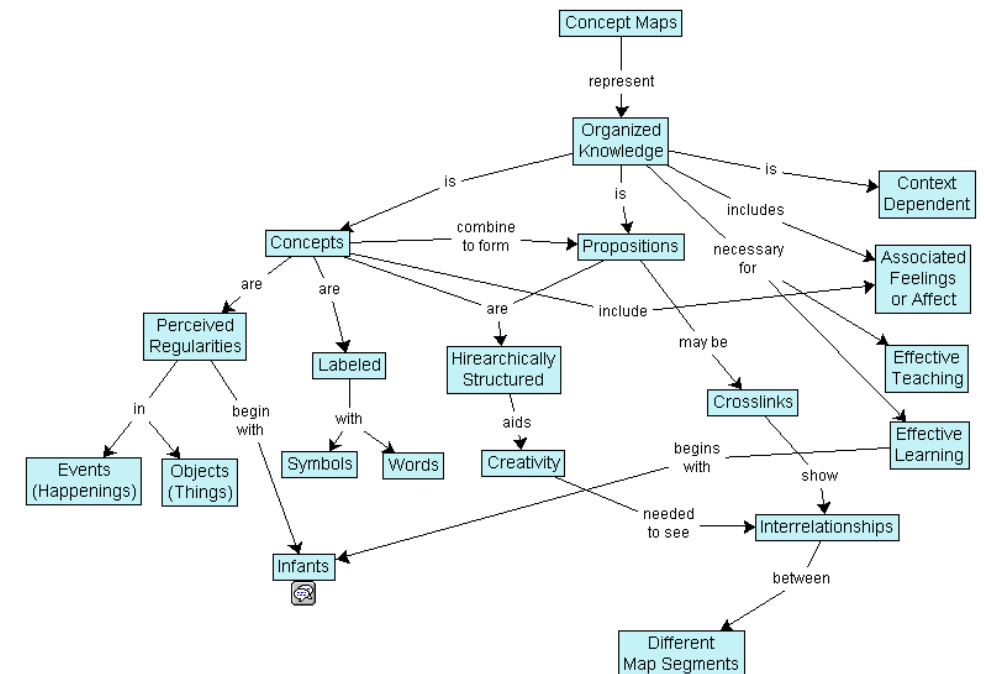 Concept Maps
represent
Organized
Knowledge
is
is
is
Context
Dependent
includes
Concepts
combine
to form
Propositions
necessary
for
Associated
Feelings
or Affect
are
are
are
include
Perceived
Regularities
Labeled
Hirearchically
Structured
may be
Effective
Teaching
Crosslinks
in
begin
with
with
aids
Effective
Learning
Events
(Happenings)
Objects
(Things)
Symbols
Words
Creativity
begins
with
show
needed
to see
Interrelationships
Infants
between
Different
Map Segments